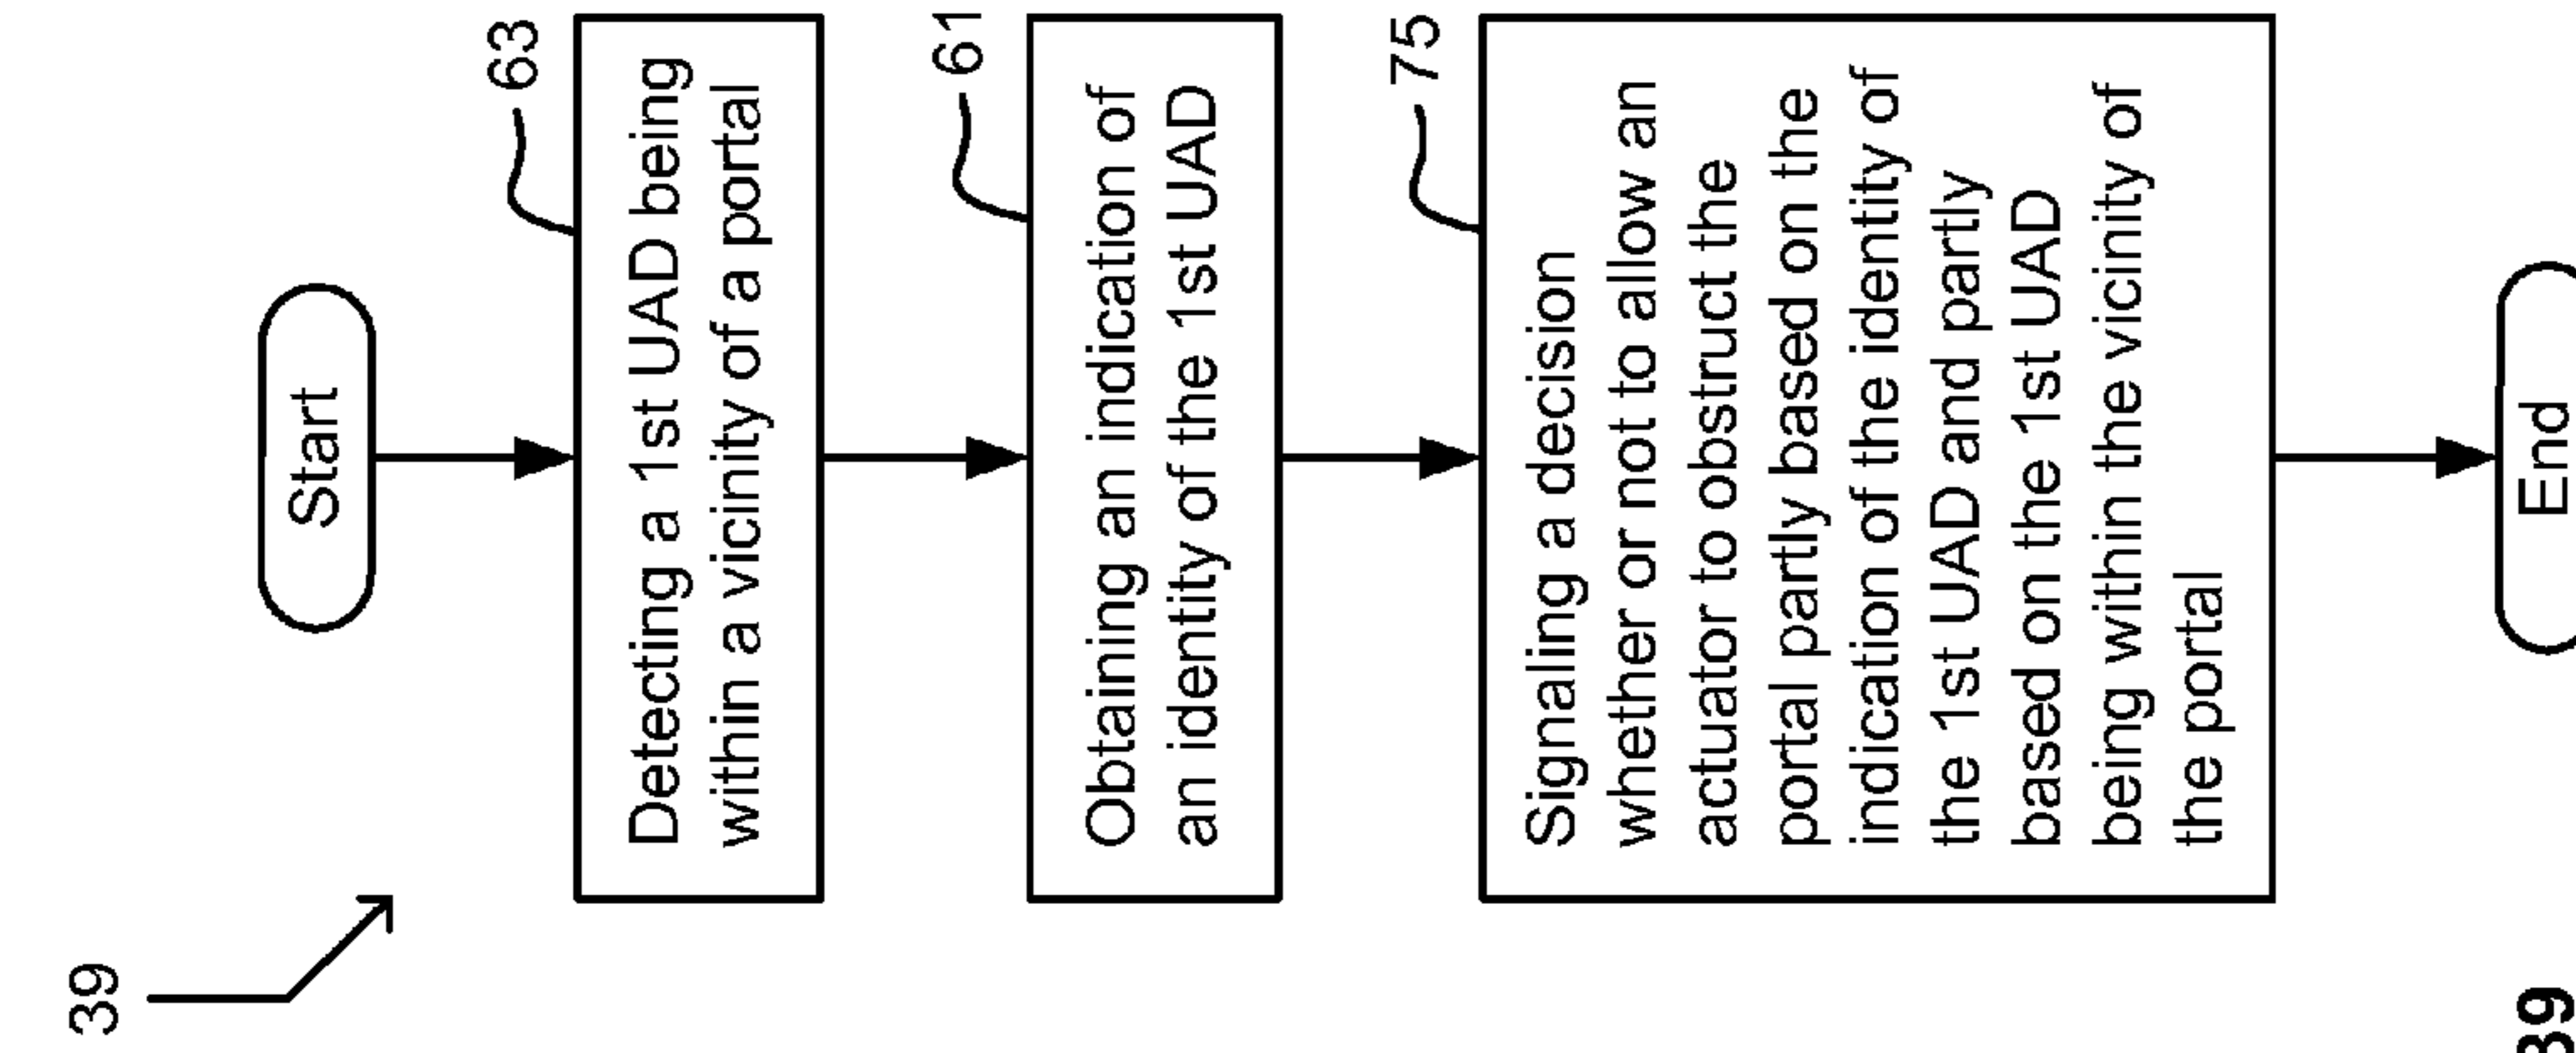 39
Start
63
Detecting a 1st UAD being
within a vicinity of a portal
61
Obtaining an indication of
an identity of the 1st UAD
75
Signaling a decision
whether or not to allow an
actuator to obstruct the
portal partly based on the
indication of the identity of
the 1st UAD and partly
based on the 1st UAD
being within the vicinity of
the portal
End
39